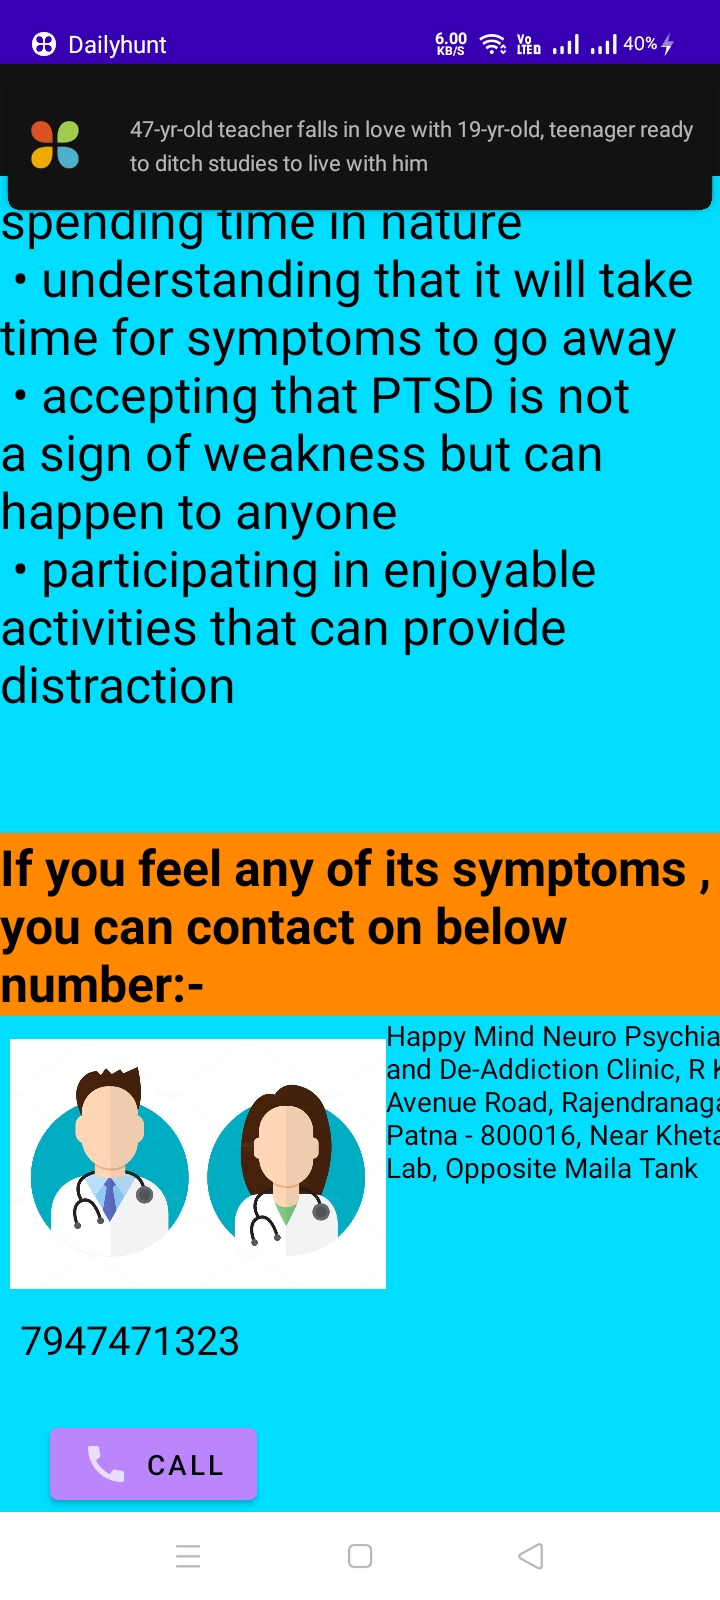 Dailyhunt
6.00 KB/S Vo LTE 40%
47-yr-old teacher falls in love with 19-yr-old, teenager ready
to ditch studies to live with him
spending time in nature
• understanding that it will take
time for symptoms to go away
• accepting that PTSD is not
a sign of weakness but can
happen to anyone
• participating in enjoyable
activities that can provide
distraction
If you feel any of its symptoms ,
you can contact on below
number:-
Happy Mind Neuro Psychia
and De-Addiction Clinic, R K
Avenue Road, Rajendranaga
Patna - 800016, Near Kheta
Lab, Opposite Maila Tank
7947471323
CALL